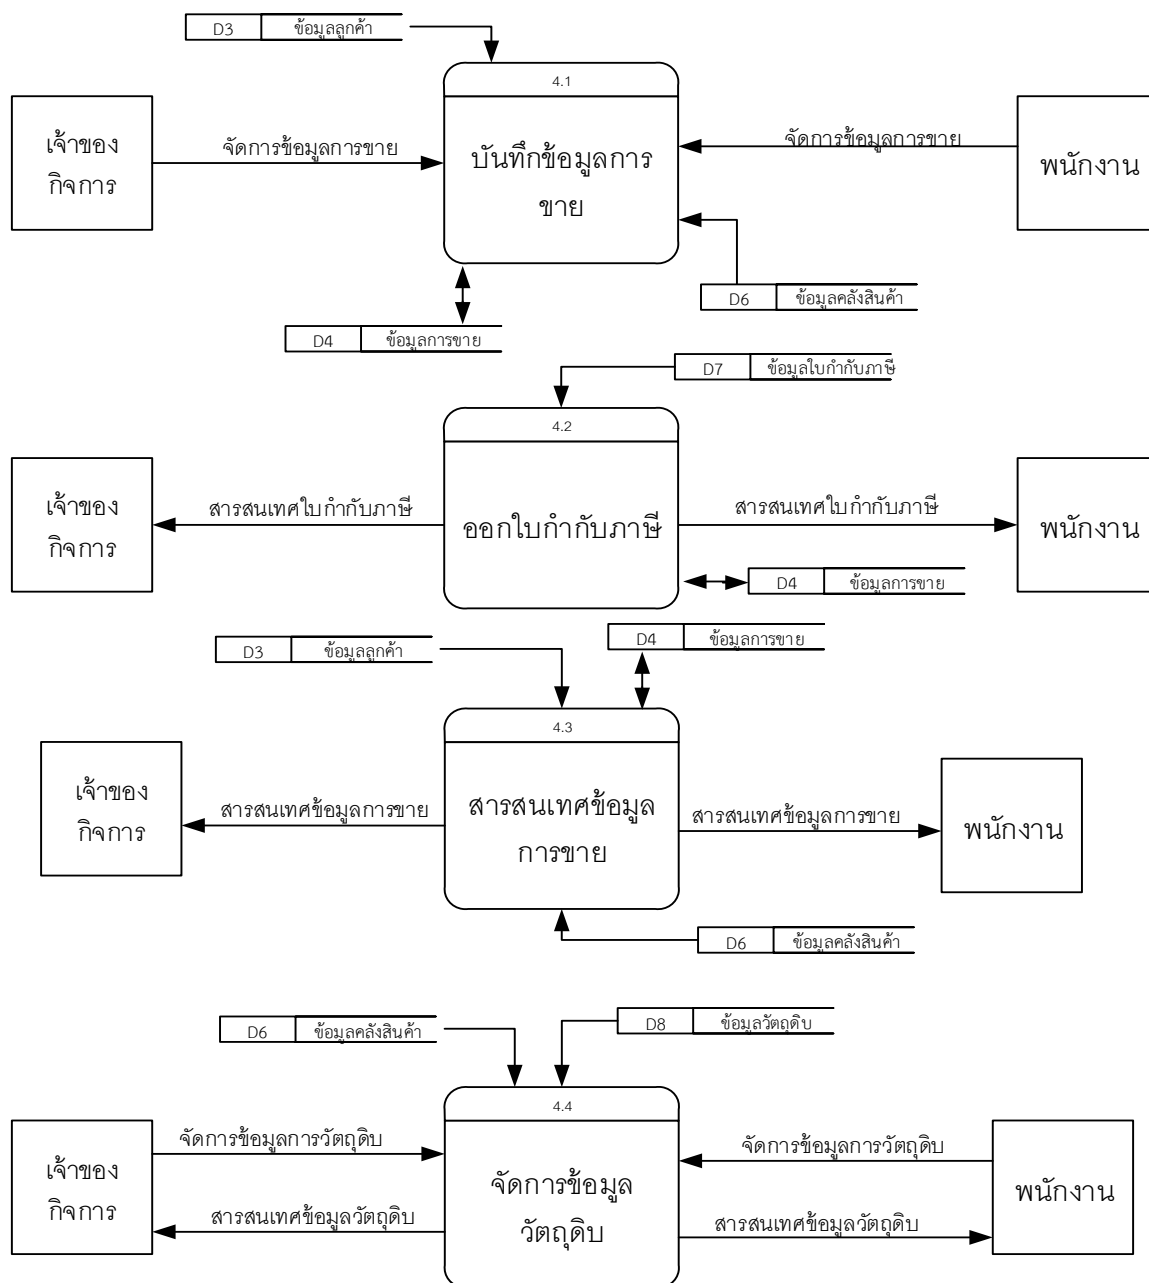 D3 ข้อมูลลูกค้า
4.1
เจ้าของ
กิจการ
จัดการข้อมูลการขาย
บันทึกข้อมูลการ
ขาย
จัดการข้อมูลการขาย
พนักงาน
D6 ข้อมูลคลังสินค้า
D4 ข้อมูลการขาย
D7 ข้อมูลใบกำกับภาษี
4.2
เจ้าของ
กิจการ
สารสนเทศใบกำกับภาษี
ออกใบกำกับภาษี
สารสนเทศใบกำกับภาษี
พนักงาน
D4 ข้อมูลการขาย
D3 ข้อมูลลูกค้า
D4 ข้อมูลการขาย
4.3
เจ้าของ
กิจการ
สารสนเทศข้อมูลการขาย
สารสนเทศข้อมูล
การขาย
สารสนเทศข้อมูลการขาย
พนักงาน
D6 ข้อมูลคลังสินค้า
D6 ข้อมูลคลังสินค้า
D8 ข้อมูลวัตถุดิบ
4.4
เจ้าของ
กิจการ
จัดการข้อมูลการวัตถุดิบ
สารสนเทศข้อมูลวัตถุดิบ
จัดการข้อมูล
วัตถุดิบ
จัดการข้อมูลการวัตถุดิบ
สารสนเทศข้อมูลวัตถุดิบ
พนักงาน